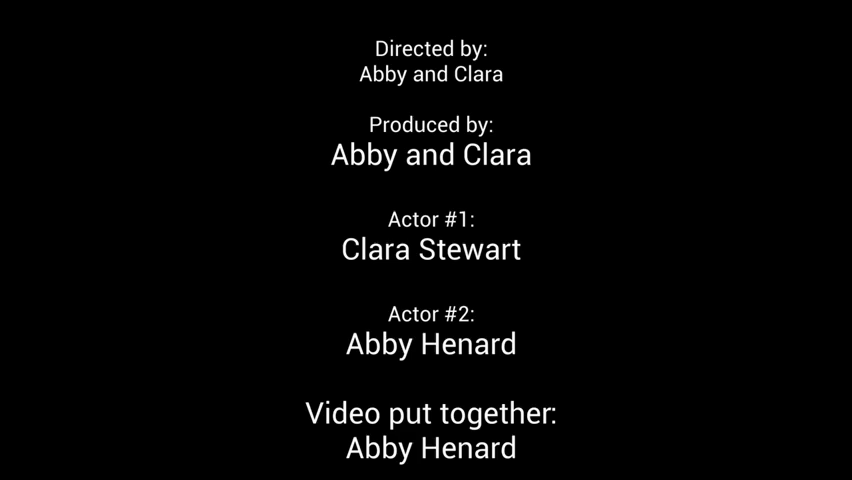 Directed by:
Abby and Clara
Produced by:
Abby and Clara
Actor #1:
Clara Stewart
Actor #2:
Abby Henard
Video put together:
Abby Henard